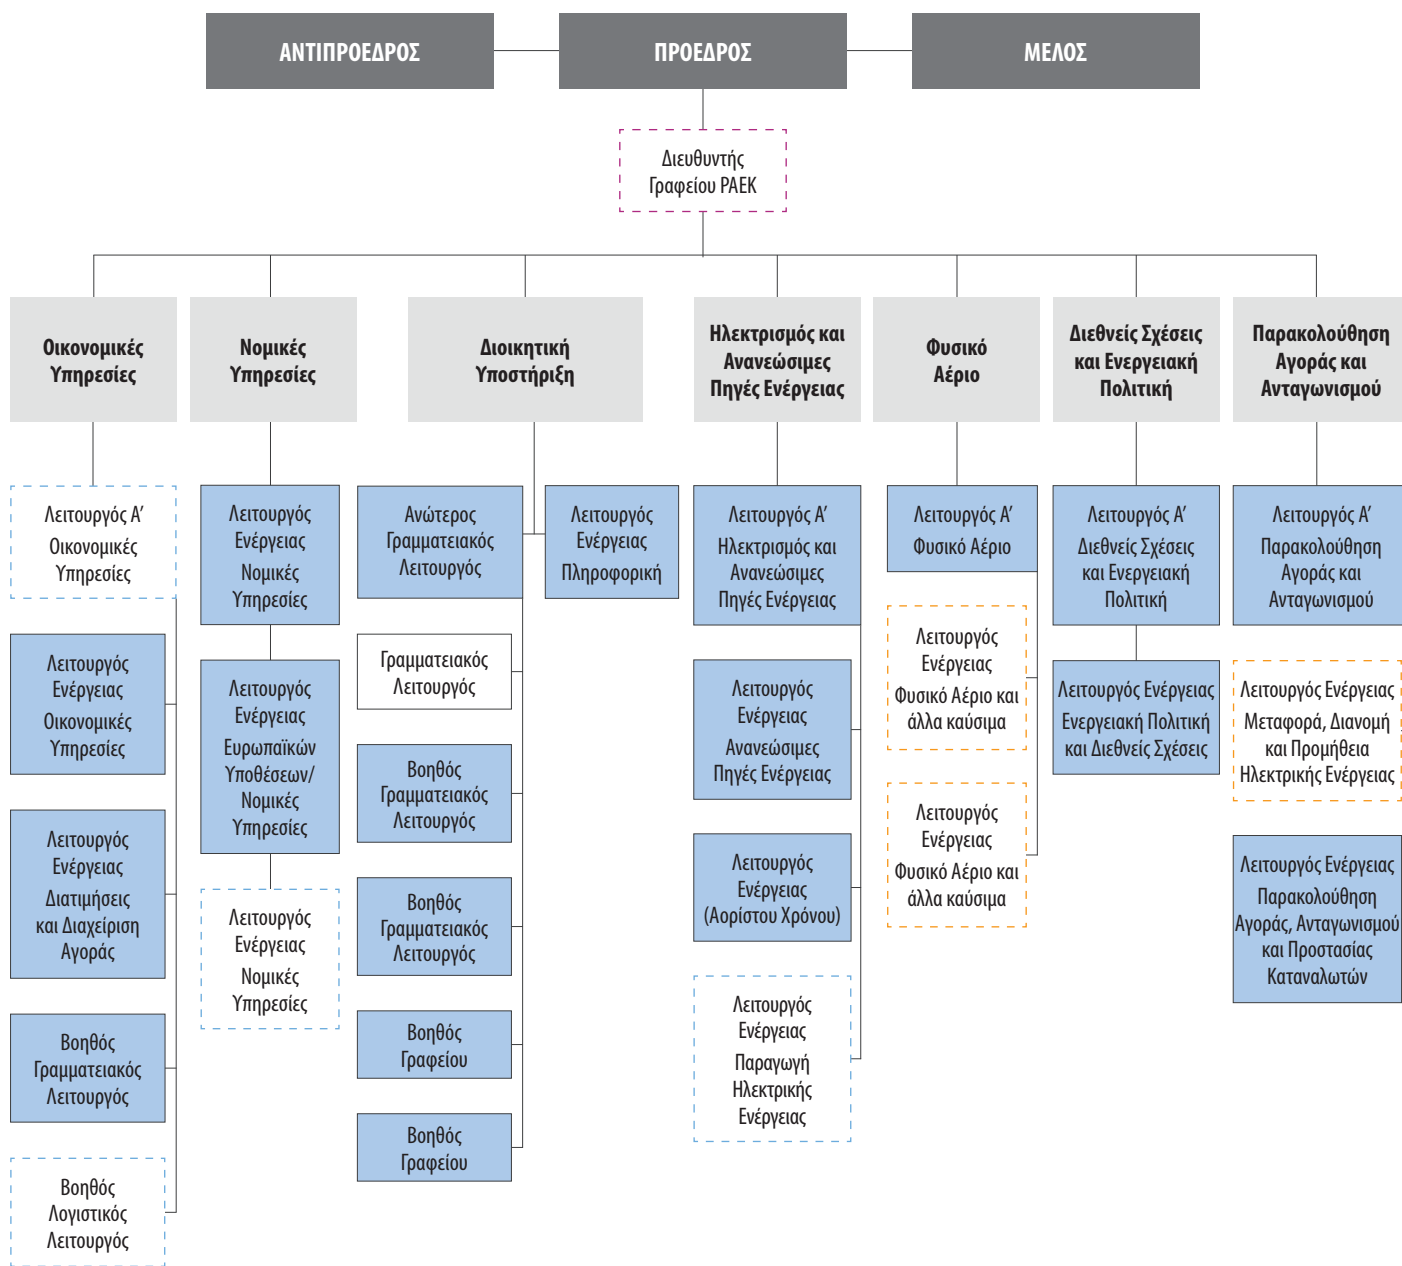 ΑΝΤΙΠΡΟΕΔΡΟΣ
ΠΡΟΕΔΡΟΣ
ΜΕΛΟΣ
Διευθυντής
Γραφείου ΡΑΕΚ
Οικονομικές
Υπηρεσίες
Νομικές
Υπηρεσίες
Διοικητική
Υποστήριξη
Ηλεκτρισμός και
Ανανεώσιμες
Πηγές Ενέργειας
Φυσικό
Αέριο
Διεθνείς Σχέσεις
και Ενεργειακή
Πολιτική
Παρακολούθηση
Αγοράς και
Ανταγωνισμού
Λειτουργός Α’
Οικονομικές
Υπηρεσίες
Λειτουργός
Ενέργειας
Οικονομικές
Υπηρεσίες
Λειτουργός
Ενέργειας
Διατιμήσεις
και Διαχείριση
Αγοράς
Βοηθός
Γραμματειακός
Λειτουργός
Βοηθός
Λογιστικός
Λειτουργός
Λειτουργός
Ενέργειας
Νομικές
Υπηρεσίες
Λειτουργός
Ενέργειας
Ευρωπαϊκών
Υποθέσεων/
Νομικές
Υπηρεσίες
Λειτουργός
Ενέργειας
Νομικές
Υπηρεσίες
Ανώτερος
Γραμματειακός
Λειτουργός
Λειτουργός
Ενέργειας
Πληροφορική
Γραμματειακός
Λειτουργός
Βοηθός
Γραμματειακός
Λειτουργός
Βοηθός
Γραμματειακός
Λειτουργός
Βοηθός
Γραφείου
Βοηθός
Γραφείου
Λειτουργός Α’
Ηλεκτρισμός και
Ανανεώσιμες
Πηγές Ενέργειας
Λειτουργός
Ενέργειας
Ανανεώσιμες
Πηγές Ενέργειας
Λειτουργός
Ενέργειας
(Αορίστου Χρόνου)
Λειτουργός
Ενέργειας
Παραγωγή
Ηλεκτρικής
Ενέργειας
Λειτουργός Α’
Φυσικό Αέριο
Λειτουργός
Ενέργειας
Φυσικό Αέριο και
άλλα καύσιμα
Λειτουργός
Ενέργειας
Φυσικό Αέριο και
άλλα καύσιμα
Λειτουργός Α’
Διεθνείς Σχέσεις
και Ενεργειακή
Πολιτική
Λειτουργός Ενέργειας
Ενεργειακή Πολιτική
και Διεθνείς Σχέσεις
Λειτουργός Α’
Παρακολούθηση
Αγοράς και
Ανταγωνισμού
Λειτουργός Ενέργειας
Μεταφορά, Διανομή
και Προμήθεια
Ηλεκτρικής Ενέργειας
Λειτουργός Ενέργειας
Παρακολούθηση
Αγοράς, Ανταγωνισμού
και Προστασίας
Καταναλωτών